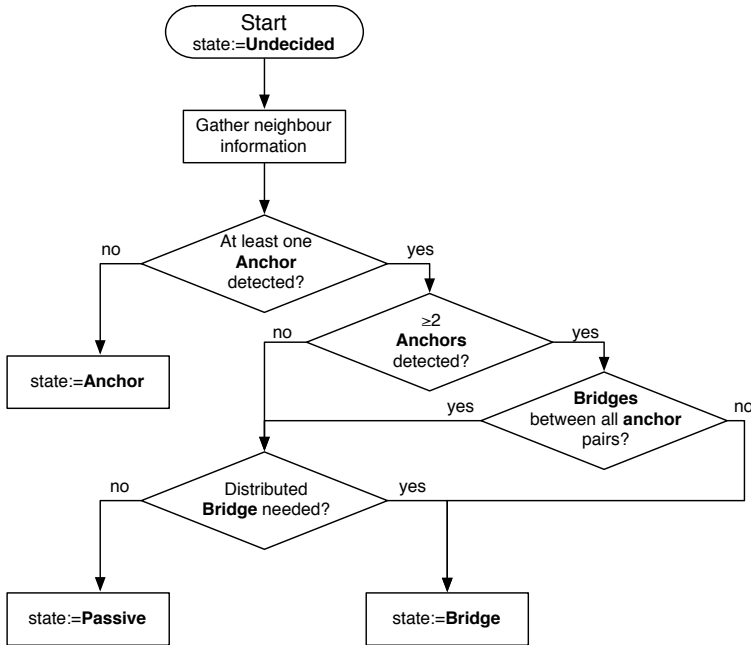 Start
state:=Undecided
Gather neighbour
information
At least one
Anchor
detected?
no
yes
≥2
Anchors
detected?
no
yes
state:=Anchor
Bridges
between all anchor
pairs?
yes
no
Distributed
Bridge needed?
no
yes
state:=Passive
state:=Bridge